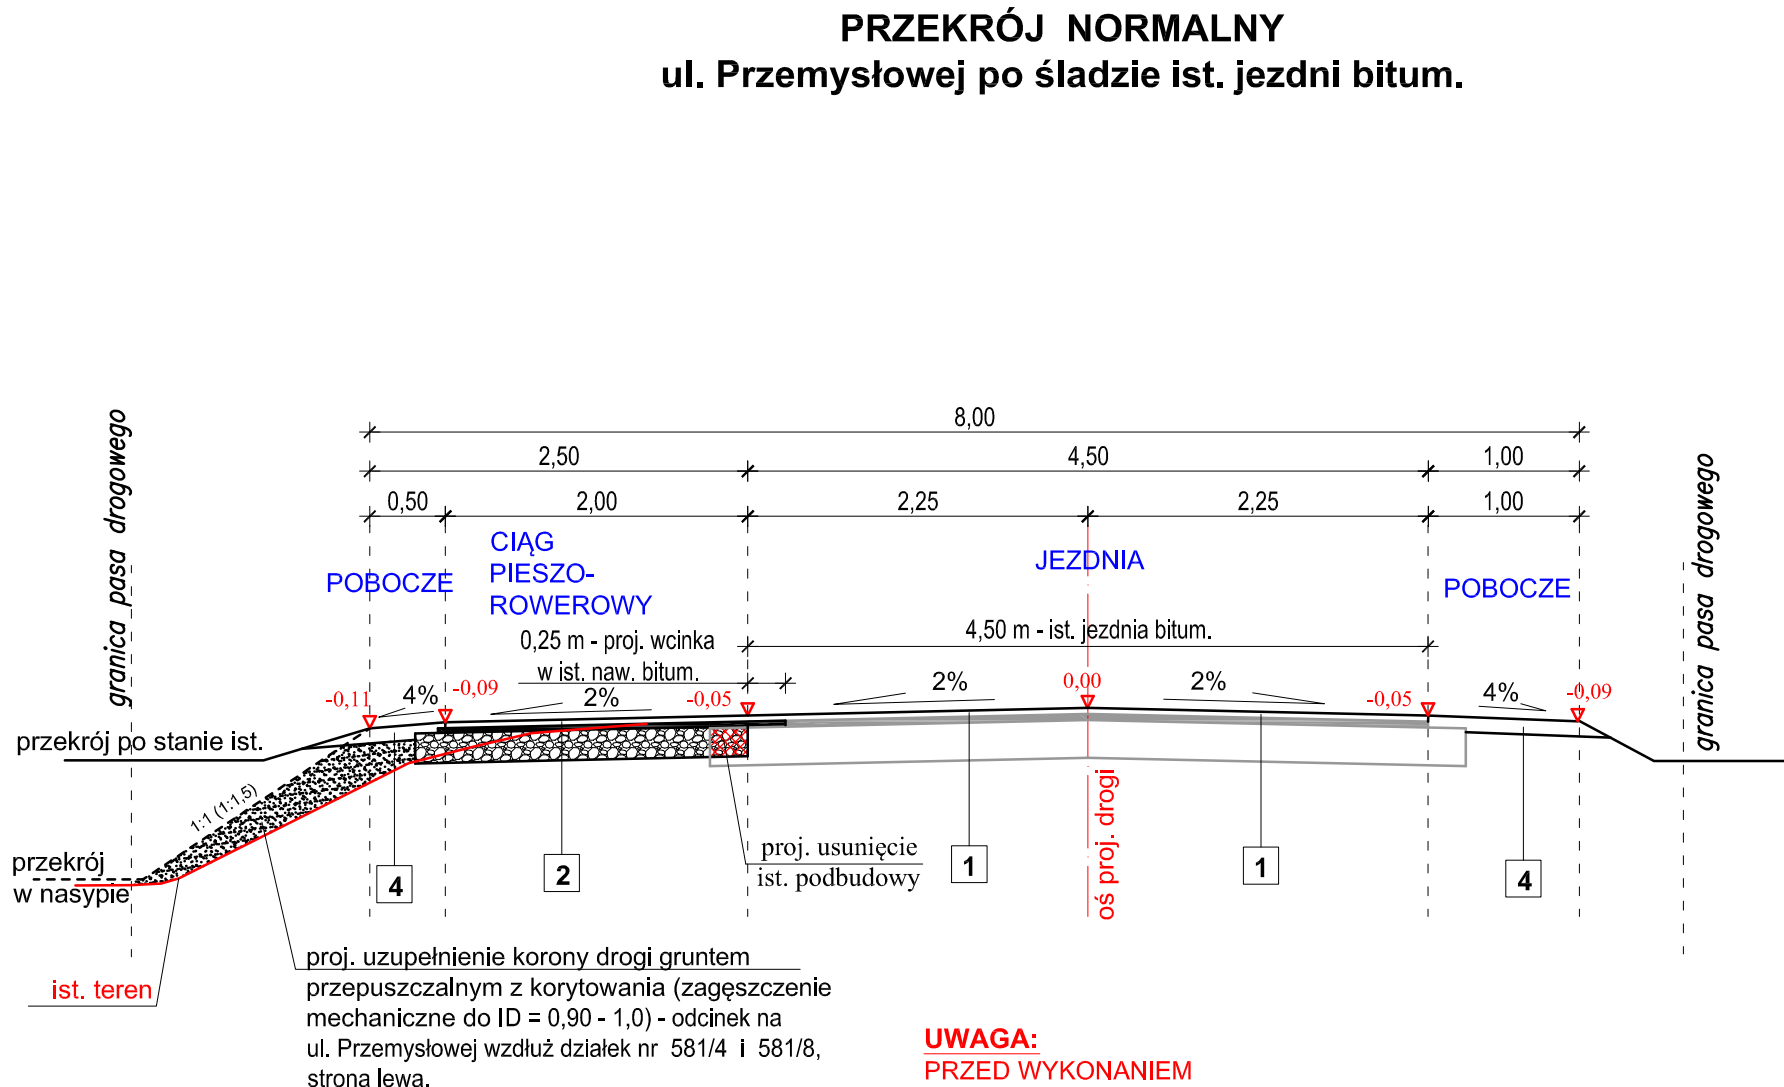 PRZEKRÓJ NORMALNY
ul. Przemysłowej po śladzie ist. jezdni bitum.
granica pasa drogowego
8,00
2,50
4,50
1,00
0,50
2,00
2,25
2,25
1,00
granica pasa drogowego
POBOCZE
CIĄG
PIESZO-
ROWEROWY
JEZDNIA
POBOCZE
0,25 m - proj. wcinka
w ist. naw. bitum.
4,50 m - ist. jezdnia bitum.
-0,11
4%
-0,09
2%
-0,05
2%
0,00
2%
-0,05
4%
-0,09
przekrój po stanie ist.
1:1 (1:1,5)
przekrój
w nasypie
4
2
proj. usunięcie
ist. podbudowy
1
oś proj. drogi
1
4
ist. teren
proj. uzupełnienie korony drogi gruntem
przepuszczalnym z korytowania (zagęszczenie
mechaniczne do ID = 0,90 - 1,0) - odcinek na
ul. Przemysłowej wzdłuż działek nr 581/4 i 581/8,
strona lewa.
UWAGA:
PRZED WYKONANIEM